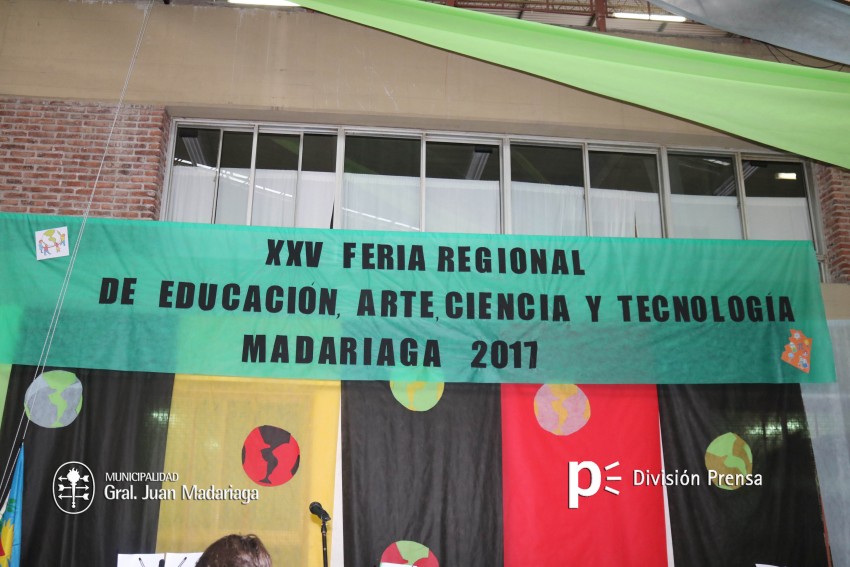 XXV FERIA REGIONAL
DE EDUCACIÓN, ARTE, CIENCIA Y TECNOLOGÍA
MADARIAGA 2017
MUNICIPALIDAD
Gral. Juan Madariaga
p División Prensa